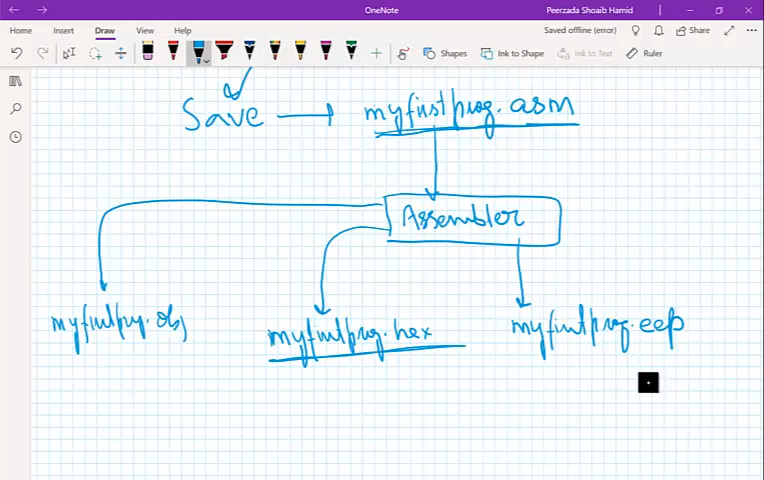 OneNote
Peerzada Shoaib Hamid
Home Insert Draw View Help
Saved offline (error)
Share
Shapes
Ink to Shape
Ink to Text
Ruler
Save
myfirstprog.asm
Assembler
myfirstprog.obj
myfirstprog.hex
myfirstprog.eep